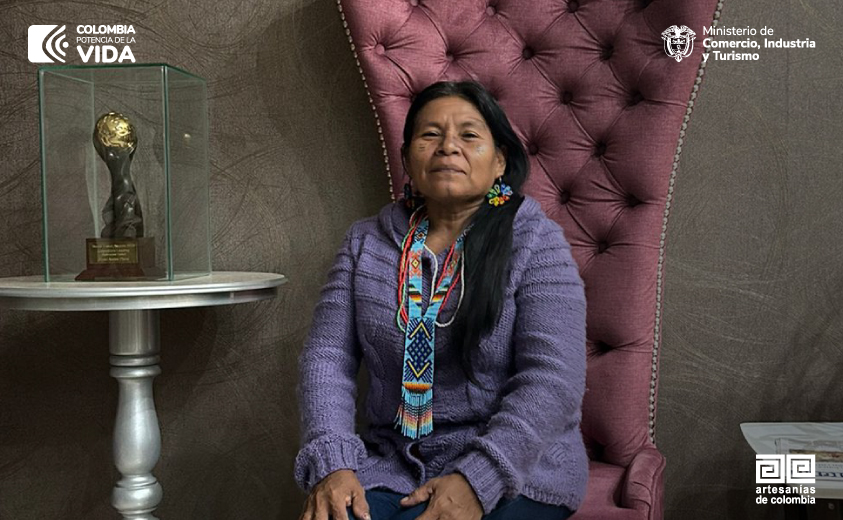 COLOMBIA
POTENCIA DE LA
VIDA
Ministerio de
Comercio, Industria
y Turismo
artesanías
de colombia